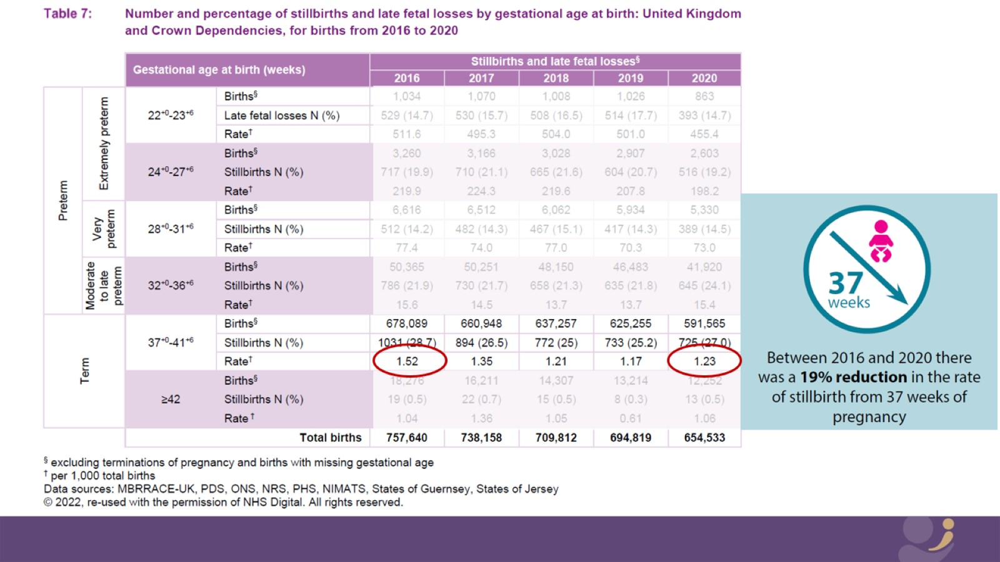 Table 7: Number and percentage of stillbirths and late fetal losses by gestational age at birth: United Kingdom
and Crown Dependencies, for births from 2016 to 2020
Gestational age at birth (weeks) Stillbirths and late fetal losses§
2016 2017 2018 2019 2020
Preterm
Extremely preterm
22+0-23+6
Births§ 1,034 1,070 1,008 1,026 863
Late fetal losses N (%) 529 (14.7) 530 (15.7) 508 (16.5) 514 (17.7) 393 (14.7)
Rate† 511.6 495.3 504.0 501.0 455.4
24+0-27+6
Births§ 3,260 3,166 3,028 2,907 2,603
Stillbirths N (%) 717 (19.9) 710 (21.1) 665 (21.6) 604 (20.7) 516 (19.2)
Rate† 219.9 224.3 219.6 207.8 198.2
Very
preterm
28+0-31+6
Births§ 6,616 6,512 6,062 5,934 5,330
Stillbirths N (%) 512 (14.2) 482 (14.3) 467 (15.1) 417 (14.3) 389 (14.5)
Rate† 77.4 74.0 77.0 70.3 73.0
Moderate
to late
preterm
32+0-36+6
Births§ 50,365 50,251 48,150 46,483 41,920
Stillbirths N (%) 786 (21.9) 730 (21.7) 658 (21.3) 635 (21.8) 645 (24.1)
Rate† 15.6 14.5 13.7 13.7 15.4
Term
37+0-41+6
Births§ 678,089 660,948 637,257 625,255 591,565
Stillbirths N (%) 1031 (28.7) 894 (26.5) 772 (25) 733 (25.2) 725 (27.0)
Rate† 1.52 1.35 1.21 1.17 1.23
≥42
Births§ 18,276 16,211 14,307 13,214 12,252
Stillbirths N (%) 19 (0.5) 22 (0.7) 15 (0.5) 8 (0.3) 13 (0.5)
Rate † 1.04 1.36 1.05 0.61 1.06
Total births 757,640 738,158 709,812 694,819 654,533
§ excluding terminations of pregnancy and births with missing gestational age
† per 1,000 total births
Data sources: MBRRACE-UK, PDS, ONS, NRS, PHS, NIMATS, States of Guernsey, States of Jersey
© 2022, re-used with the permission of NHS Digital. All rights reserved.
37
weeks
Between 2016 and 2020 there
was a 19% reduction in the rate
of stillbirth from 37 weeks of
pregnancy